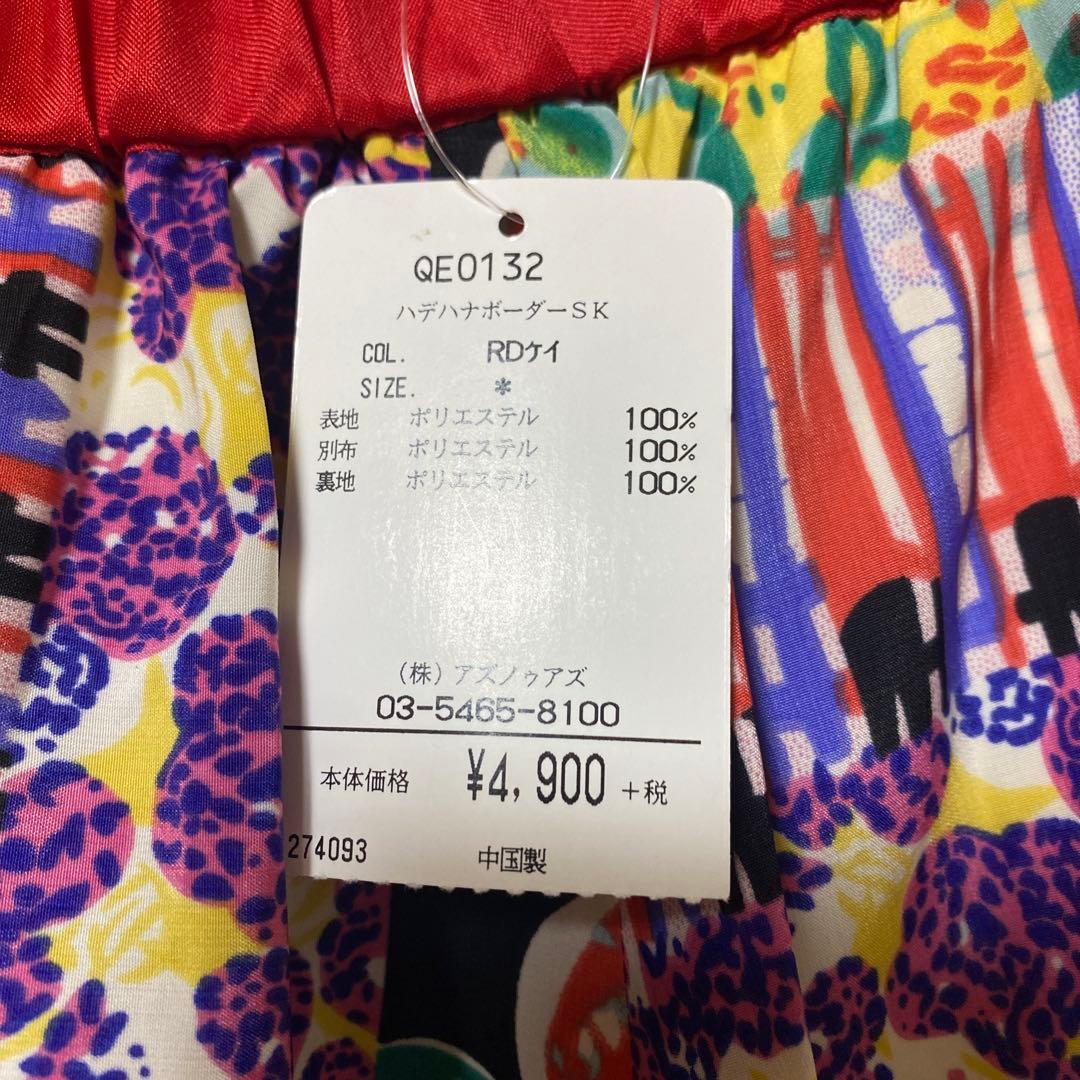 QE0132
ハデハナボーダーSK
COL. RDケイ
SIZE. *
表地 ポリエステル 100%
別布 ポリエステル 100%
裏地 ポリエステル 100%
(株)アズノゥアズ
03-5465-8100
本体価格 ¥4,900 +税
274093 中国製